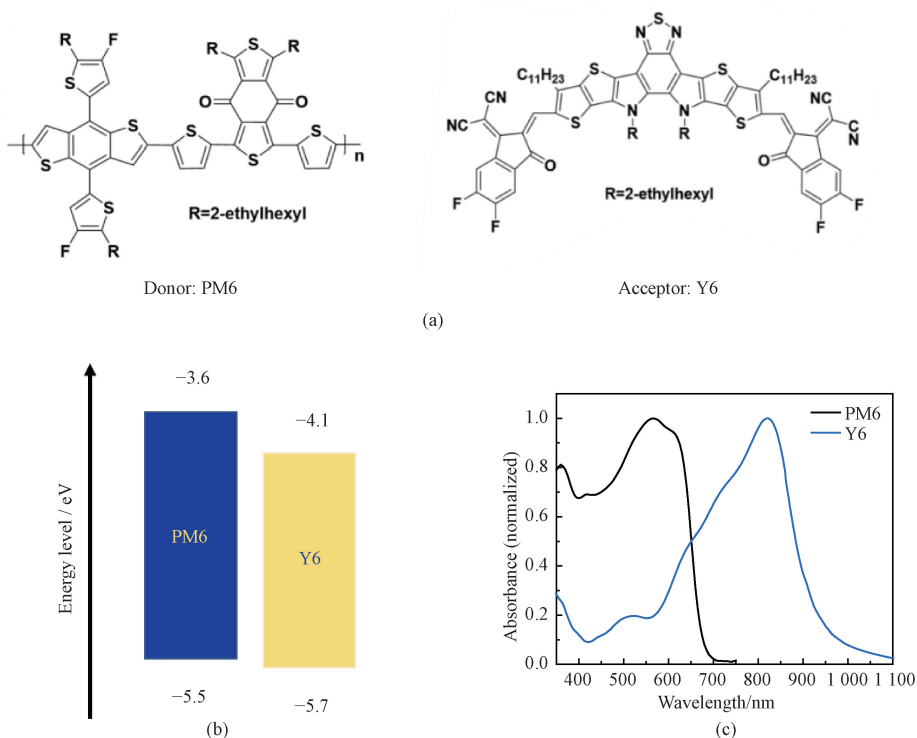 R
F
S
S
R
R
O
O
S
S
S
S
S
n
S
F
R
R=2-ethylhexyl
Donor: PM6
S
N
N
C11H23
S
S
C11H23
NC
CN
S
N
N
S
R
R
O
O
CN
CN
F
F
F
F
R=2-ethylhexyl
Acceptor: Y6
(a)
Energy level / eV
−3.6
−4.1
PM6
Y6
−5.5
−5.7
(b)
Absorbance (normalized)
1.0
0.8
0.6
0.4
0.2
0.0
PM6
Y6
400 500 600 700 800 900 1 000 1 100
Wavelength/nm
(c)